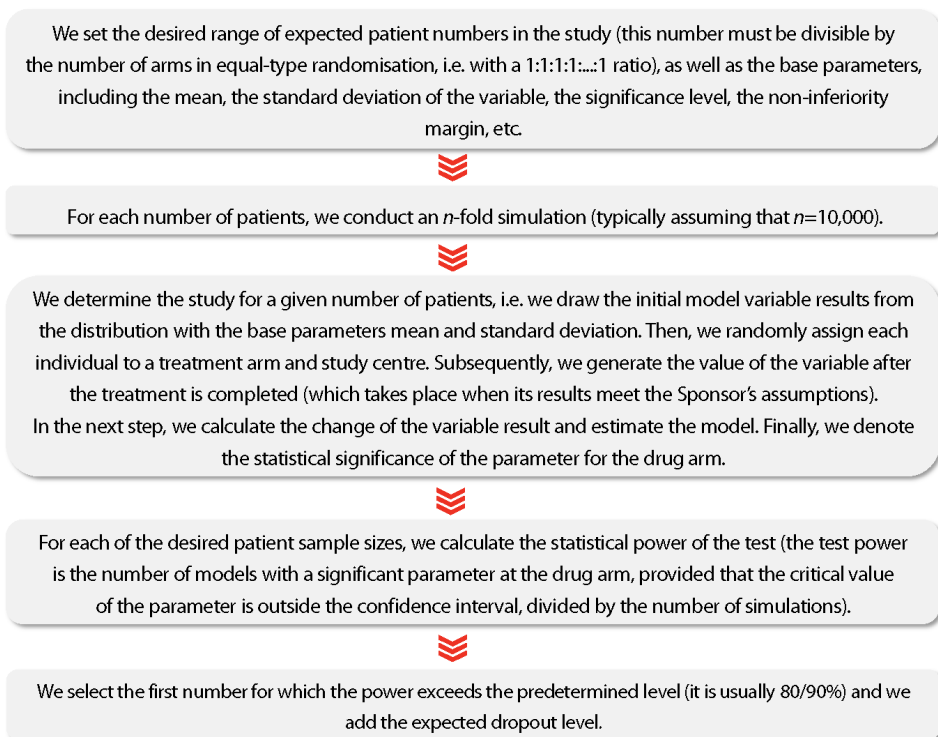 We set the desired range of expected patient numbers in the study (this number must be divisible by
the number of arms in equal-type randomisation, i.e. with a 1:1:1:1:...:1 ratio), as well as the base parameters,
including the mean, the standard deviation of the variable, the significance level, the non-inferiority
margin, etc.
For each number of patients, we conduct an n-fold simulation (typically assuming that n=10,000).
We determine the study for a given number of patients, i.e. we draw the initial model variable results from
the distribution with the base parameters mean and standard deviation. Then, we randomly assign each
individual to a treatment arm and study centre. Subsequently, we generate the value of the variable after
the treatment is completed (which takes place when its results meet the Sponsor's assumptions).
In the next step, we calculate the change of the variable result and estimate the model. Finally, we denote
the statistical significance of the parameter for the drug arm.
For each of the desired patient sample sizes, we calculate the statistical power of the test (the test power
is the number of models with a significant parameter at the drug arm, provided that the critical value
of the parameter is outside the confidence interval, divided by the number of simulations).
We select the first number for which the power exceeds the predetermined level (it is usually 80/90%) and we
add the expected dropout level.